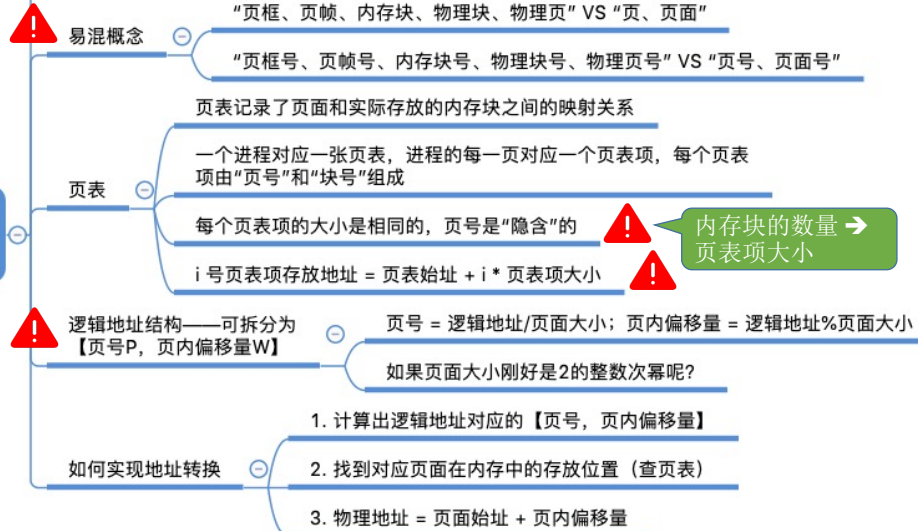 易混概念
“页框、页帧、内存块、物理块、物理页” VS “页、页面”
“页框号、页帧号、内存块号、物理块号、物理页号” VS “页号、页面号”
页表
页表记录了页面和实际存放的内存块之间的映射关系
一个进程对应一张页表，进程的每一页对应一个页表项，每个页表
项由“页号”和“块号”组成
每个页表项的大小是相同的，页号是“隐含”的
内存块的数量 ➔
页表项大小
i 号页表项存放地址 = 页表始址 + i * 页表项大小
逻辑地址结构——可拆分为
【页号P，页内偏移量W】
页号 = 逻辑地址/页面大小；页内偏移量 = 逻辑地址%页面大小
如果页面大小刚好是2的整数次幂呢?
如何实现地址转换
1. 计算出逻辑地址对应的【页号，页内偏移量】
2. 找到对应页面在内存中的存放位置（查页表）
3. 物理地址 = 页面始址 + 页内偏移量